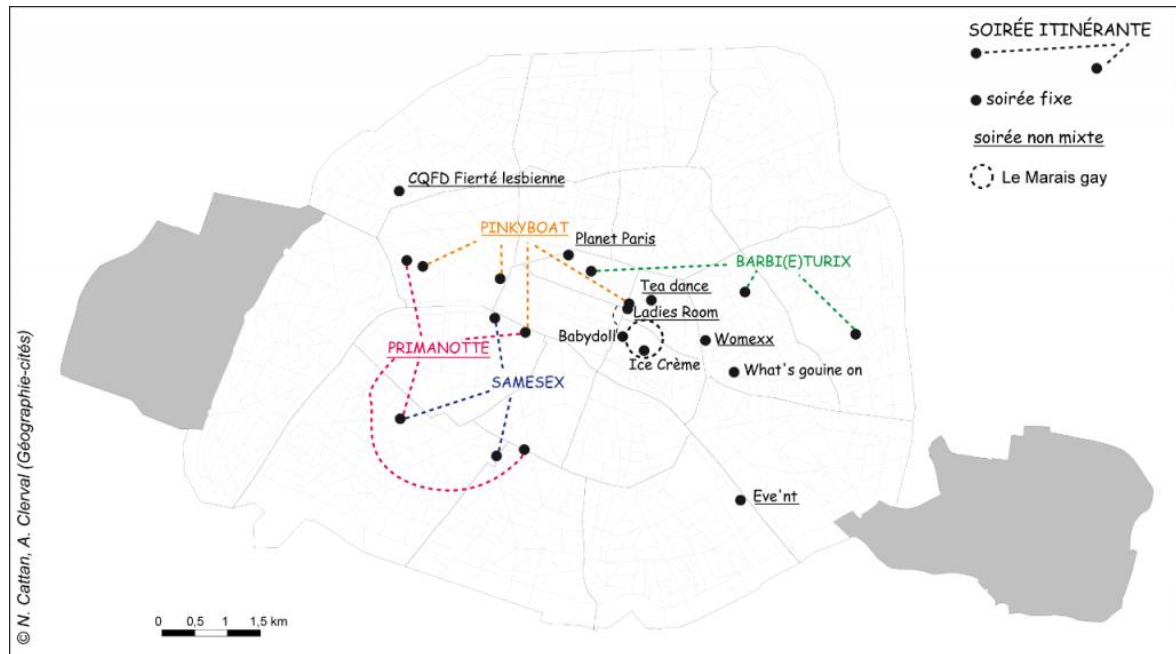 SOIRÉE ITINÉRANTE
soirée fixe
soirée non mixte
Le Marais gay
CQFD Fierté lesbienne
PINKYBOAT
Planet Paris
BARBI(E)TURIX
Tea dance
Ladies Room
Babydoll
Womexx
PRIMANOTTE
Ice Crème
What's gouine on
SAMESEX
Eve'nt
0 0,5 1 1,5 km
© N. Cattan, A. Clerval (Géographie-cités)